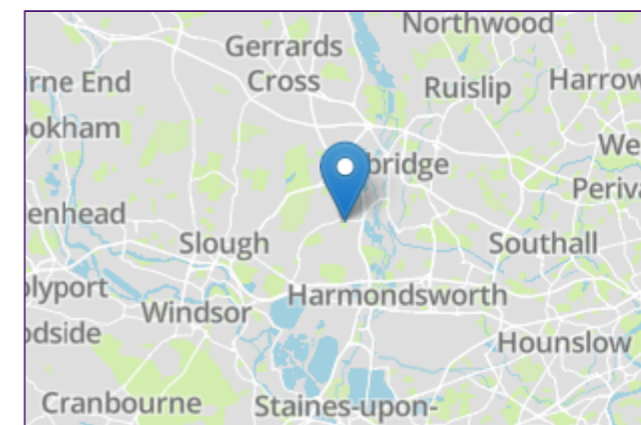 Northwood
Gerrards
Cross
Ruislip
Harrow
rne End
okham
We
bridge
Periva
enhead
Slough
Southall
lyport
Harmondsworth
Windsor
dside
Hounslow
Cranbourne
Staines-upon-